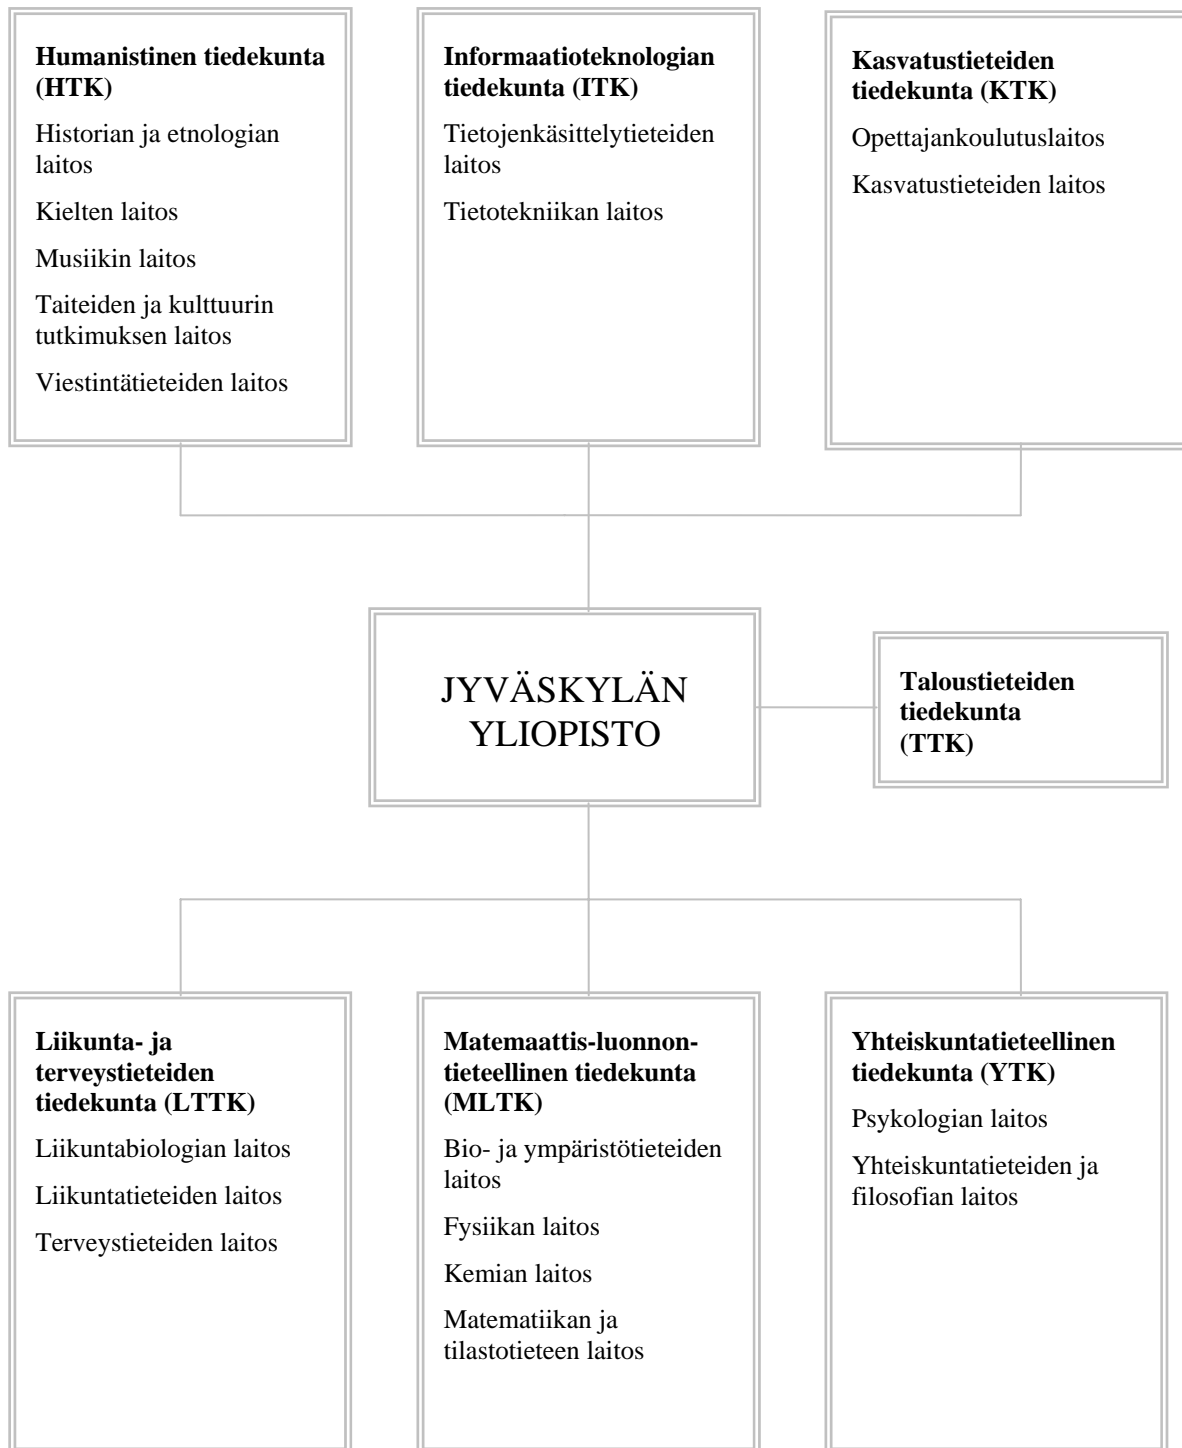 Humanistinen tiedekunta
(HTK)
Historian ja etnologian
laitos
Kielten laitos
Musiikin laitos
Taiteiden ja kulttuurin
tutkimuksen laitos
Viestintätieteiden laitos
Informaatioteknologian
tiedekunta (ITK)
Tietojenkäsittelytieteiden
laitos
Tietotekniikan laitos
Kasvatustieteiden
tiedekunta (KTK)
Opettajankoulutuslaitos
Kasvatustieteiden laitos
JYVÄSKYLÄN
YLIOPISTO
Taloustieteiden
tiedekunta
(TTK)
Liikunta- ja
terveystieteiden
tiedekunta (LTTK)
Liikuntabiologian laitos
Liikuntatieteiden laitos
Terveystieteiden laitos
Matemaattis-luonnon-
tieteellinen tiedekunta
(MLTK)
Bio- ja ympäristötieteiden
laitos
Fysiikan laitos
Kemian laitos
Matematiikan ja
tilastotieteen laitos
Yhteiskuntatieteellinen
tiedekunta (YTK)
Psykologian laitos
Yhteiskuntatieteiden ja
filosofian laitos